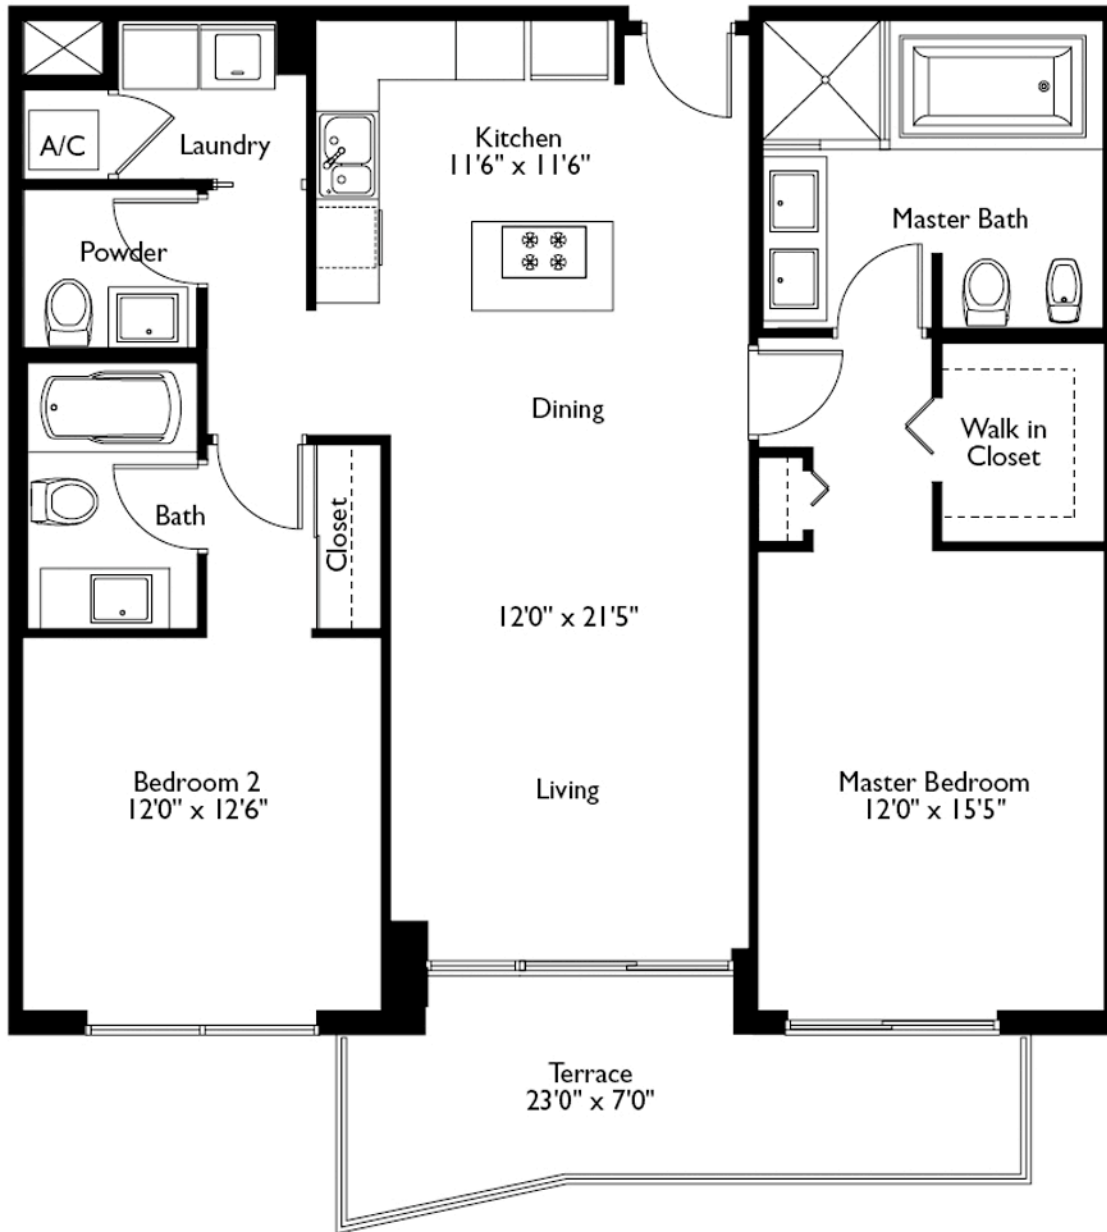 A/C
Laundry
Kitchen
11'6" x 11'6"
Master Bath
Powder
Dining
Walk in
Closet
Bath
Closet
12'0" x 21'5"
Bedroom 2
12'0" x 12'6"
Living
Master Bedroom
12'0" x 15'5"
Terrace
23'0" x 7'0"